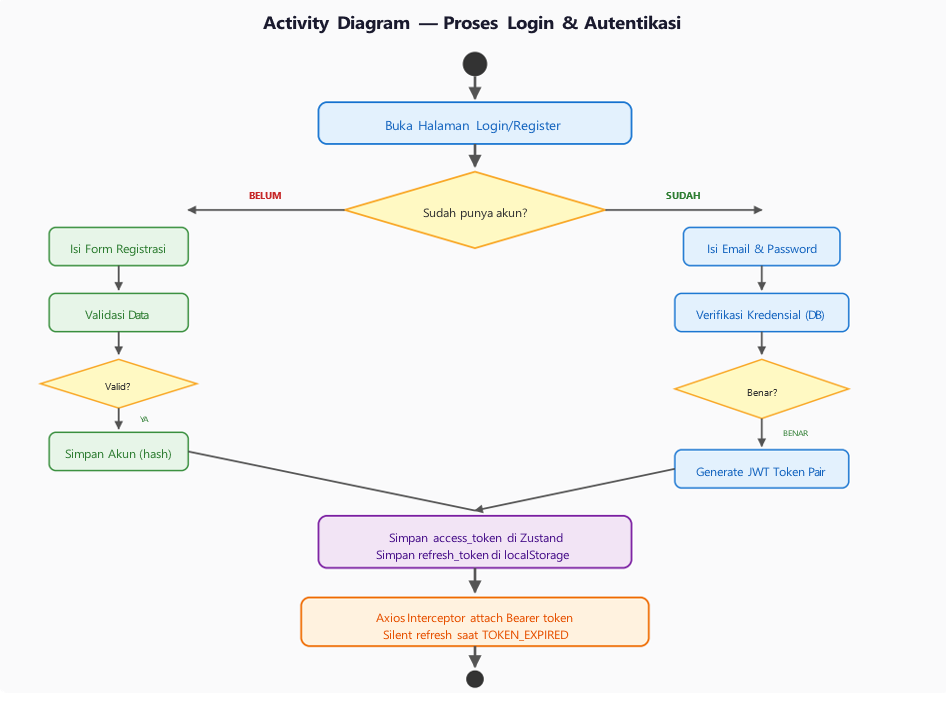 Activity Diagram — Proses Login & Autentikasi
Buka Halaman Login/Register
BELUM
SUDAH
Sudah punya akun?
Isi Form Registrasi
Isi Email & Password
Validasi Data
Verifikasi Kredensial (DB)
Valid?
Benar?
YA
BENAR
Simpan Akun (hash)
Generate JWT Token Pair
Simpan access_token di Zustand
Simpan refresh_token di localStorage
Axios Interceptor attach Bearer token
Silent refresh saat TOKEN_EXPIRED